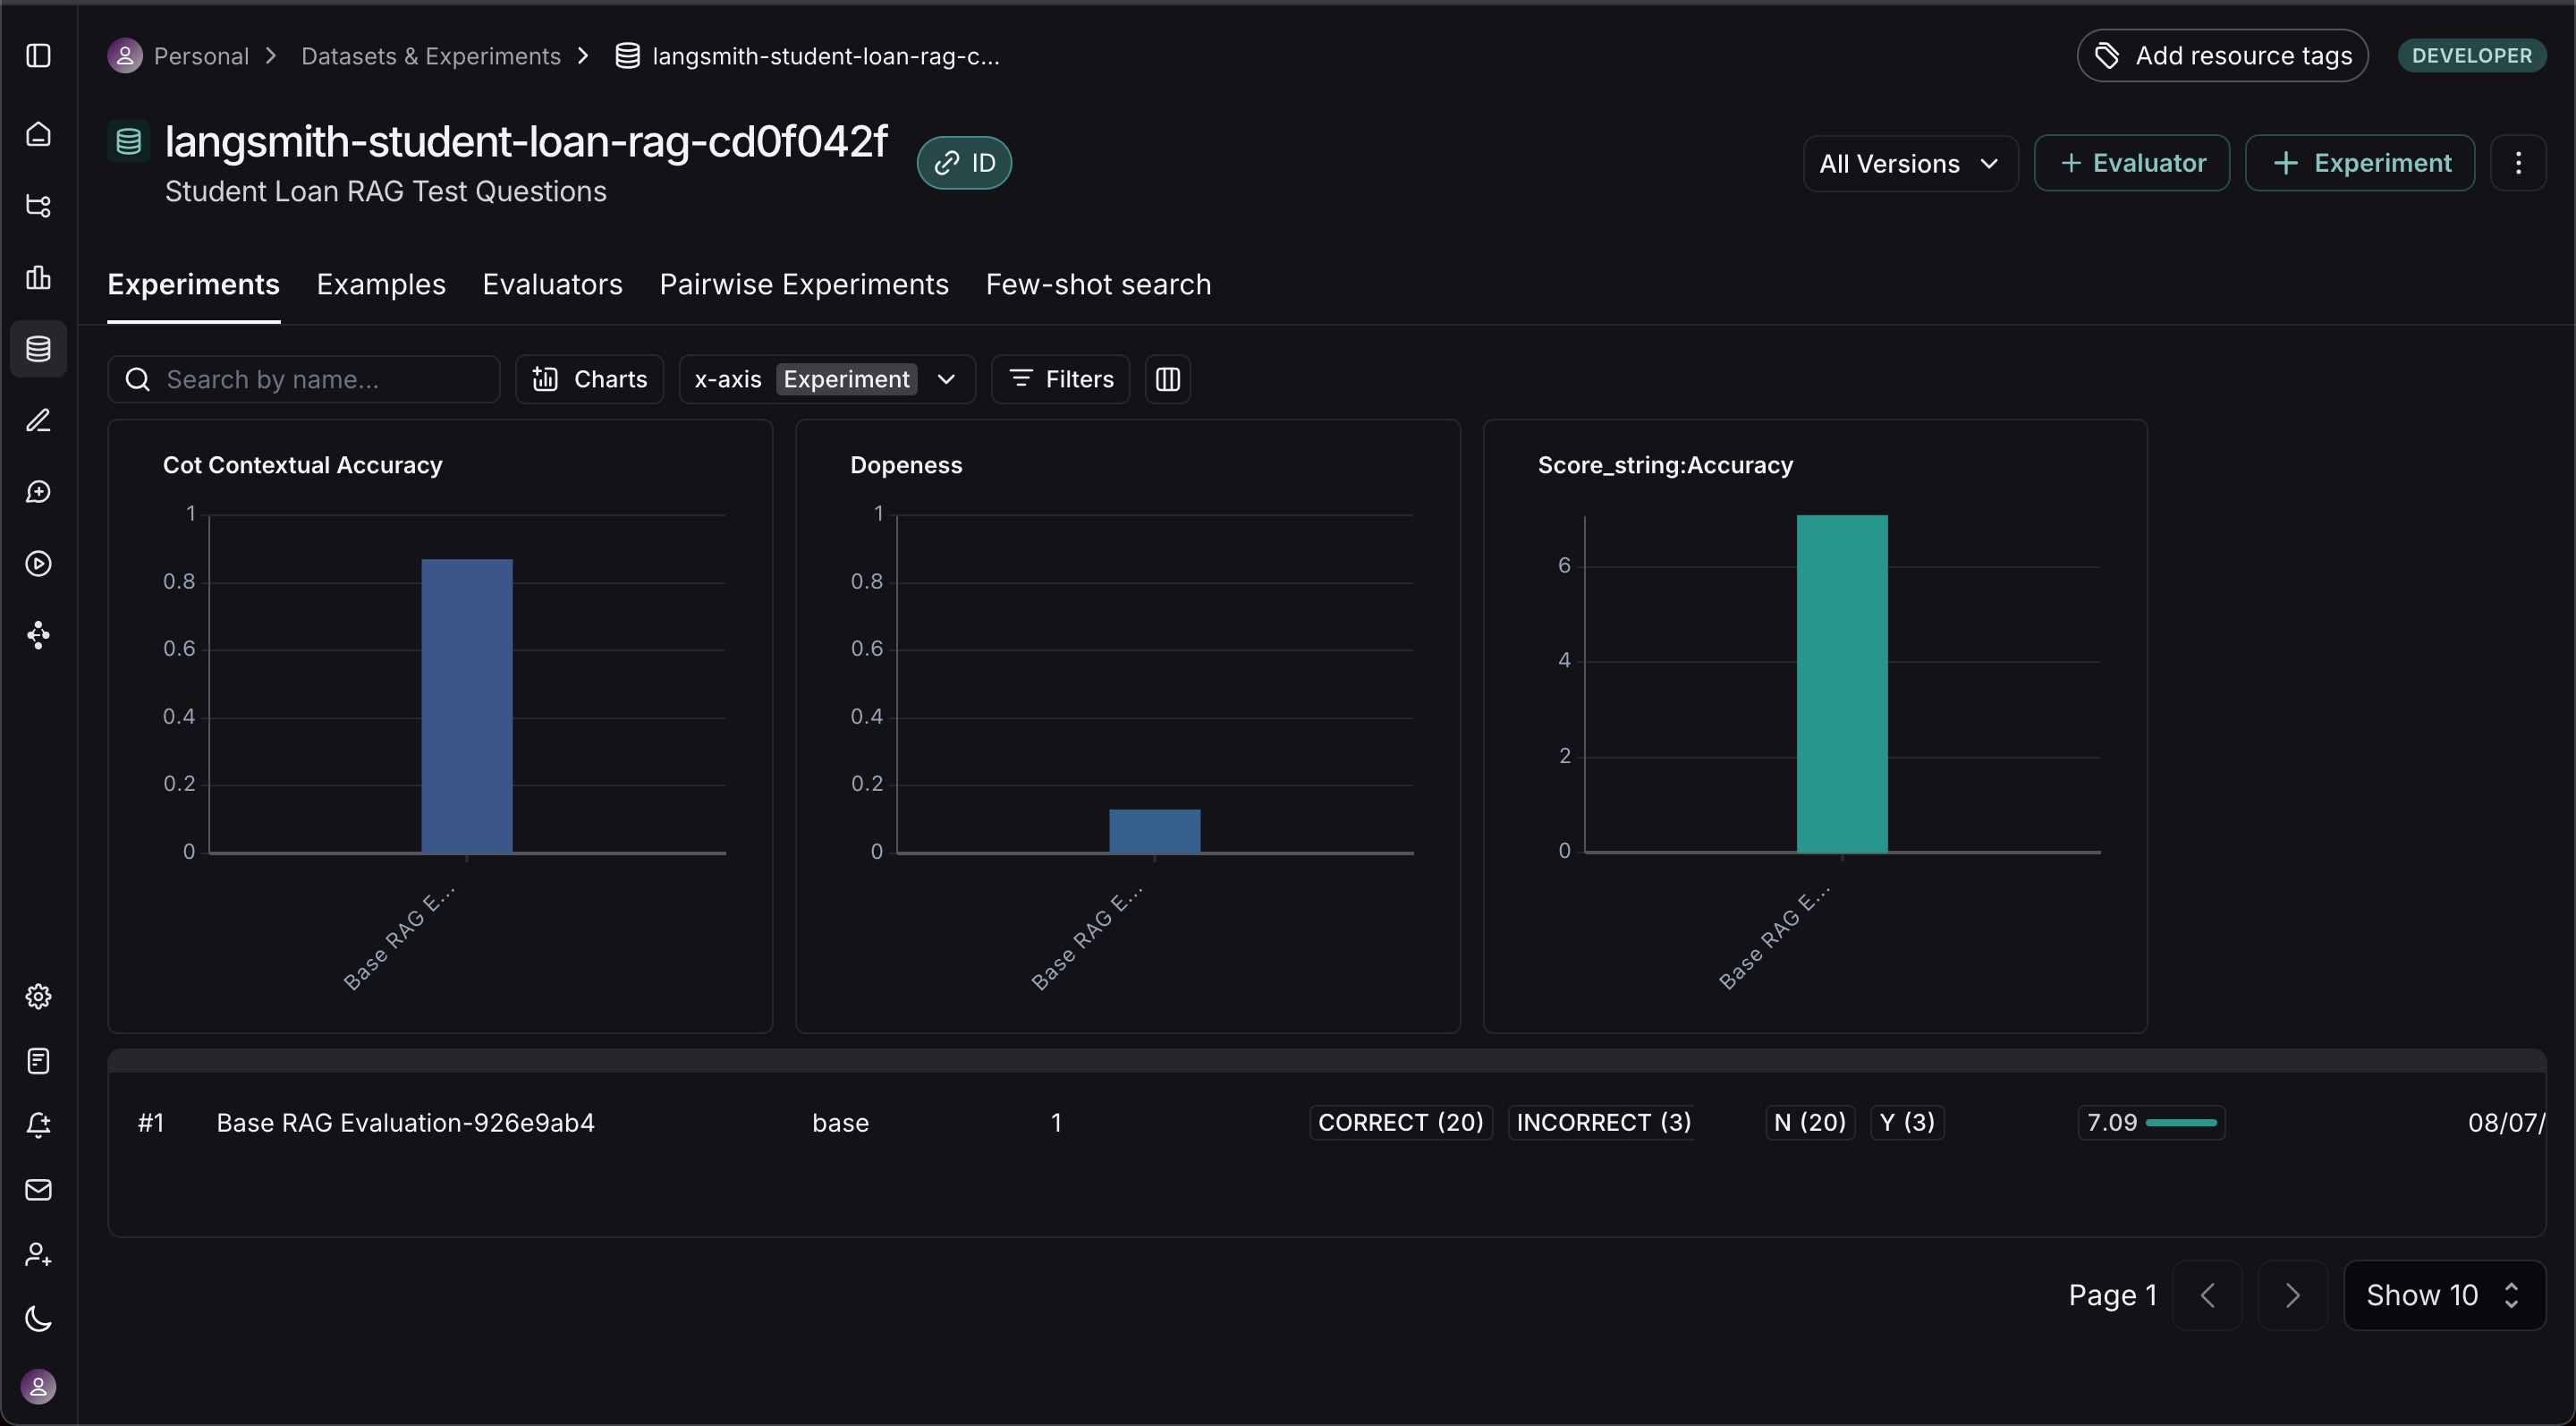 Personal > Datasets & Experiments > langsmith-student-loan-rag-c...
Add resource tags
DEVELOPER
langsmith-student-loan-rag-cd0f042f
ID
Student Loan RAG Test Questions
All Versions
+ Evaluator
+ Experiment
Experiments
Examples
Evaluators
Pairwise Experiments
Few-shot search
Search by name...
Charts
x-axis Experiment
Filters
Cot Contextual Accuracy
1
0.8
0.6
0.4
0.2
0
Base RAG E...
Dopeness
1
0.8
0.6
0.4
0.2
0
Base RAG E...
Score_string:Accuracy
6
4
2
0
Base RAG E...
#1 Base RAG Evaluation-926e9ab4 base 1 CORRECT (20) INCORRECT (3) N (20) Y (3) 7.09 08/07/
Page 1
Show 10